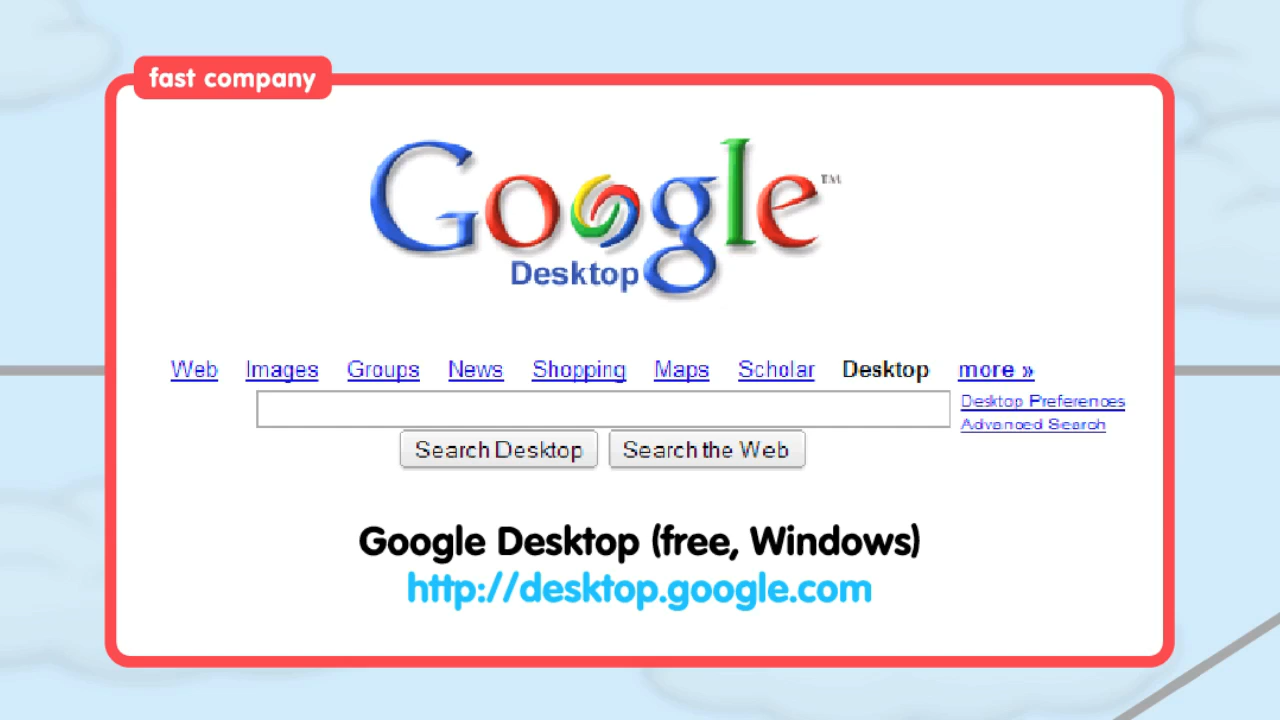 fast company
Google™
Desktop
Web Images Groups News Shopping Maps Scholar Desktop more »
Desktop Preferences
Advanced Search
Search Desktop Search the Web
Google Desktop (free, Windows)
http://desktop.google.com